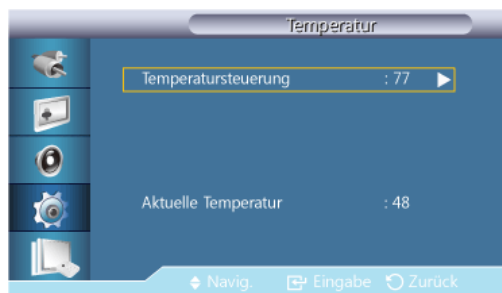 Temperatur
Temperatursteuerung : 77
Aktuelle Temperatur : 48
Navig. Eingabe Zurück